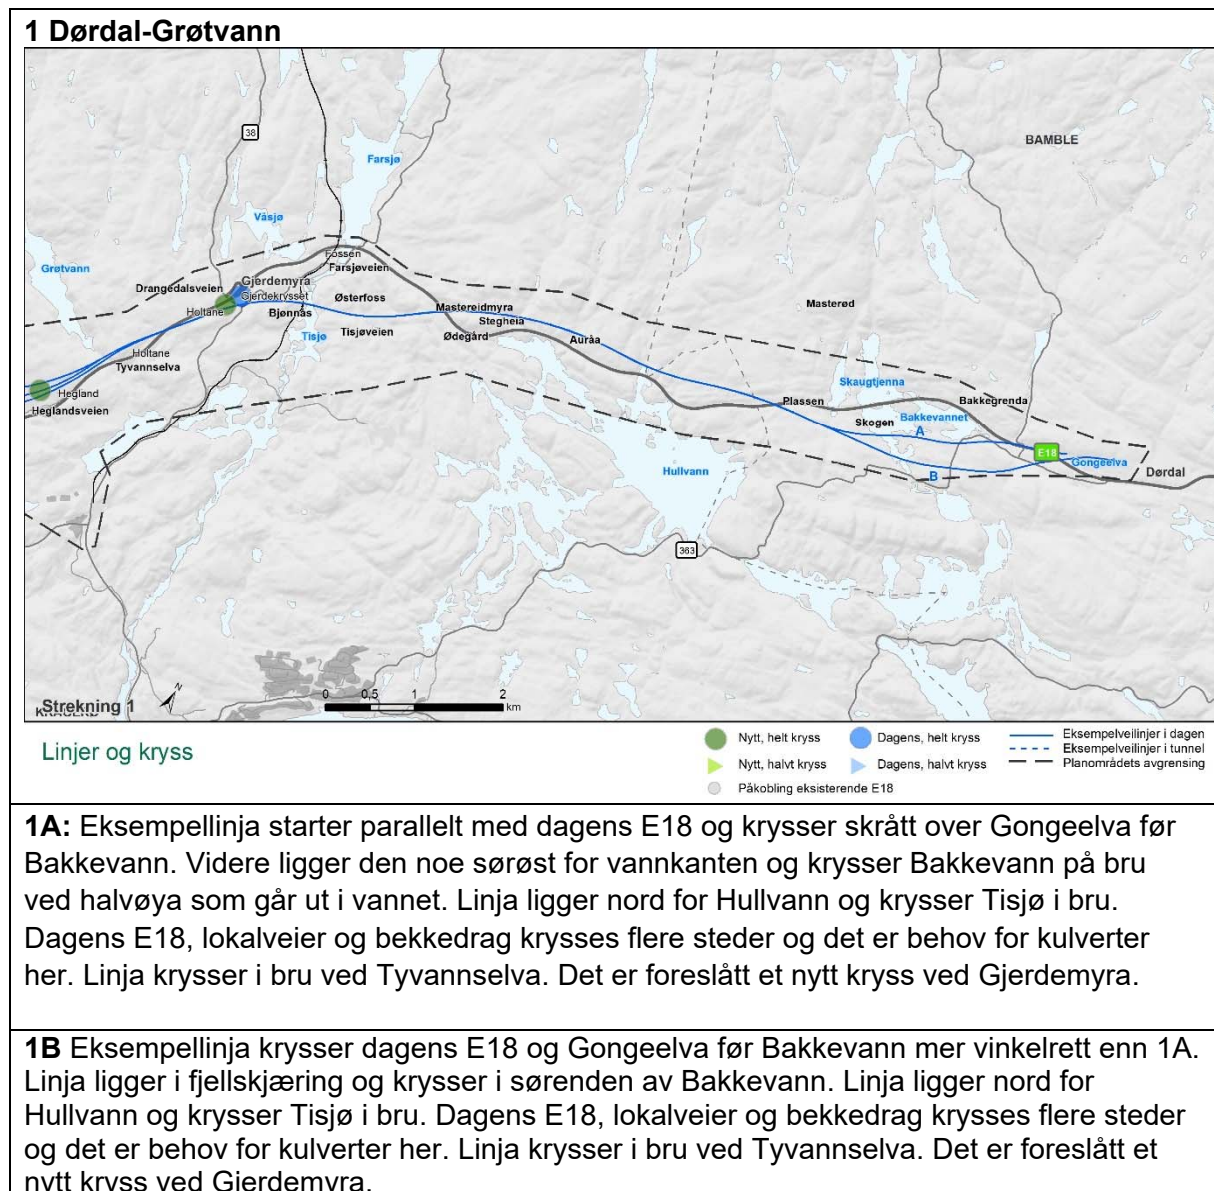 1 Dørdal-Grøtvann
38
BAMBLE
Farsjø
Våsjø
Fossen
Farsjøveien
Grøtvann
Drangedalsveien
Gjerdemyra
Gjerdekrysset
Østerfoss
Holtane
Bjønnås
Mastereidmyra
Masterød
Stegheia
Tisjø
Tisjøveien
Ødegård
Auråa
Holtane
Tyvannselva
Skaugtjenna
Hegland
Heglandsveien
Plassen
Bakkegrenda
Bakkevannet
Skogen
A
E18
Gongeelva
Dørdal
Hullvann
B
363
Strekning 1
N
0 0,5 1 2
km
Linjer og kryss
Nytt, helt kryss
Dagens, helt kryss
Eksempelveilinjer i dagen
Eksempelveilinjer i tunnel
Nytt, halvt kryss
Dagens, halvt kryss
Planområdets avgrensing
Påkobling eksisterende E18
1A: Eksempellinja starter parallelt med dagens E18 og krysser skrått over Gongeelva før
Bakkevann. Videre ligger den noe sørøst for vannkanten og krysser Bakkevann på bru
ved halvøya som går ut i vannet. Linja ligger nord for Hullvann og krysser Tisjø i bru.
Dagens E18, lokalveier og bekkedrag krysses flere steder og det er behov for kulverter
her. Linja krysser i bru ved Tyvannselva. Det er foreslått et nytt kryss ved Gjerdemyra.
1B Eksempellinja krysser dagens E18 og Gongeelva før Bakkevann mer vinkelrett enn 1A.
Linja ligger i fjellskjæring og krysser i sørenden av Bakkevann. Linja ligger nord for
Hullvann og krysser Tisjø i bru. Dagens E18, lokalveier og bekkedrag krysses flere steder
og det er behov for kulverter her. Linja krysser i bru ved Tyvannselva. Det er foreslått et
nytt kryss ved Gjerdemyra.